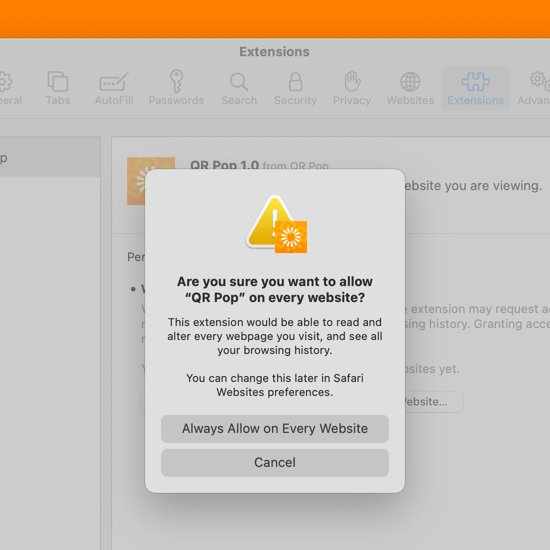 Extensions
neral Tabs AutoFill Passwords Search Security Privacy Websites Extensions Advan
p
QR Pop 1.0 from QR Pop
ebsite you are viewing.
Per
Are you sure you want to allow
“QR Pop” on every website?
e extension may request ac
sing history. Granting acce
This extension would be able to read and
alter every webpage you visit, and see all
your browsing history.
bsites yet.
You can change this later in Safari
Websites preferences.
Website...
Always Allow on Every Website
Cancel